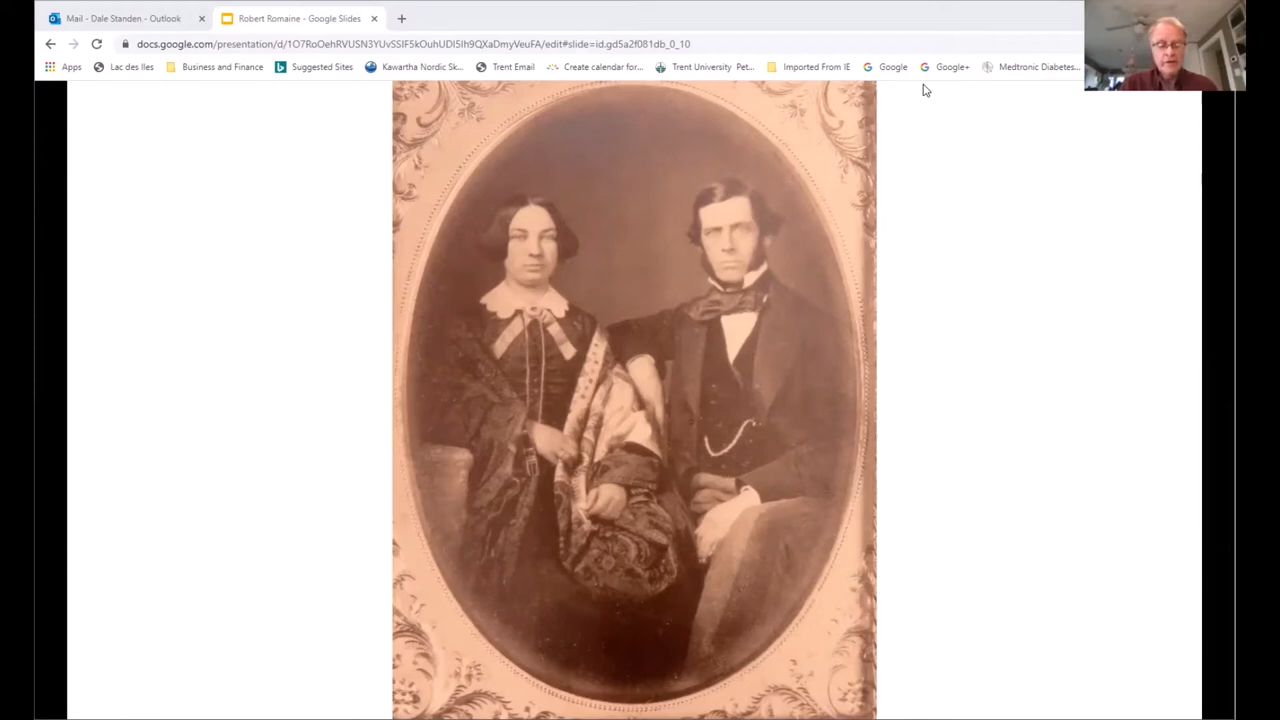 Mail - Dale Standen - Outlook
Robert Romaine - Google Slides
docs.google.com/presentation/d/1O7RoOehRVUSN3YUvSSIF5kOuhUDI5Ih9QXaDmyVeuFA/edit#slide=id.gd5a2f081db_0_10
Apps Lac des Iles Business and Finance Suggested Sites Kawartha Nordic Sk... Trent Email Create calendar for... Trent University Pet... Imported From IE Google Google+ Medtronic Diabetes...